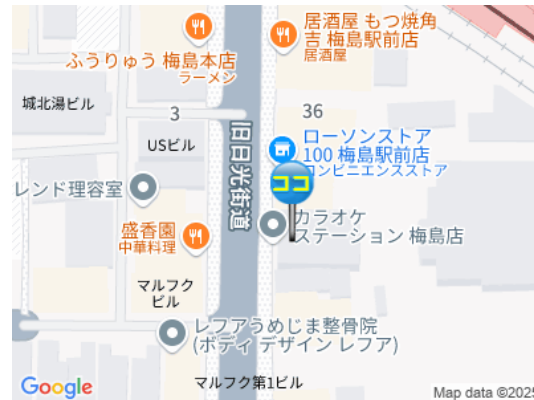 居酒屋 もつ焼角
吉 梅島駅前店
居酒屋
ふうりゅう 梅島本店
ラーメン
城北湯ビル
3
36
旧日光街道
USビル
ローソンストア
100 梅島駅前店
コンビニエンスストア
ココ
レンド理容室
カラオケ
ステーション 梅島店
盛香園
中華料理
マルフク
ビル
レフアうめじま整骨院
(ボディ デザイン レフア)
マルフク第1ビル
Google
Map data ©2025